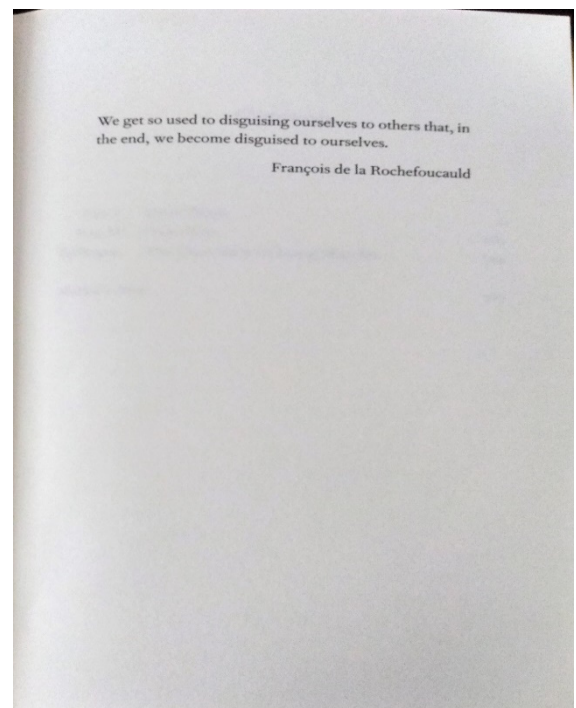 We get so used to disguising ourselves to others that, in
the end, we become disguised to ourselves.
François de la Rochefoucauld